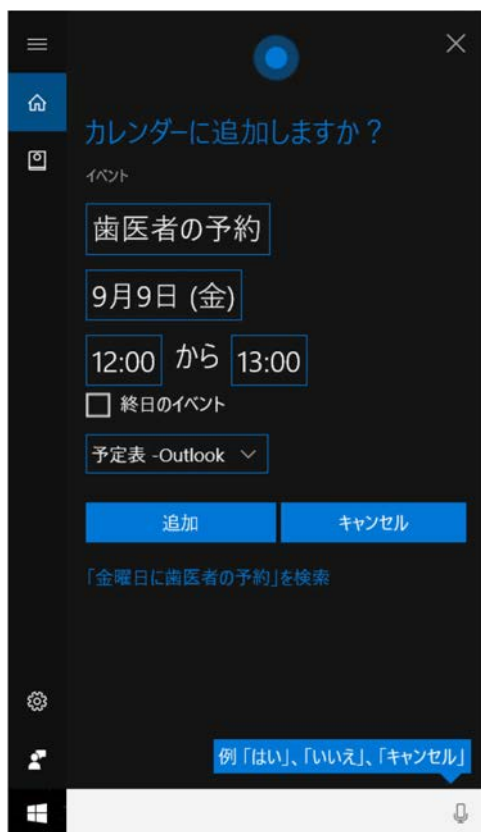 カレンダーに追加しますか？
イベント
歯医者の予約
9月9日 (金)
12:00 から 13:00
終日のイベント
予定表 -Outlook
追加 キャンセル
「金曜日に歯医者の予約」を検索
例 「はい」、「いいえ」、「キャンセル」